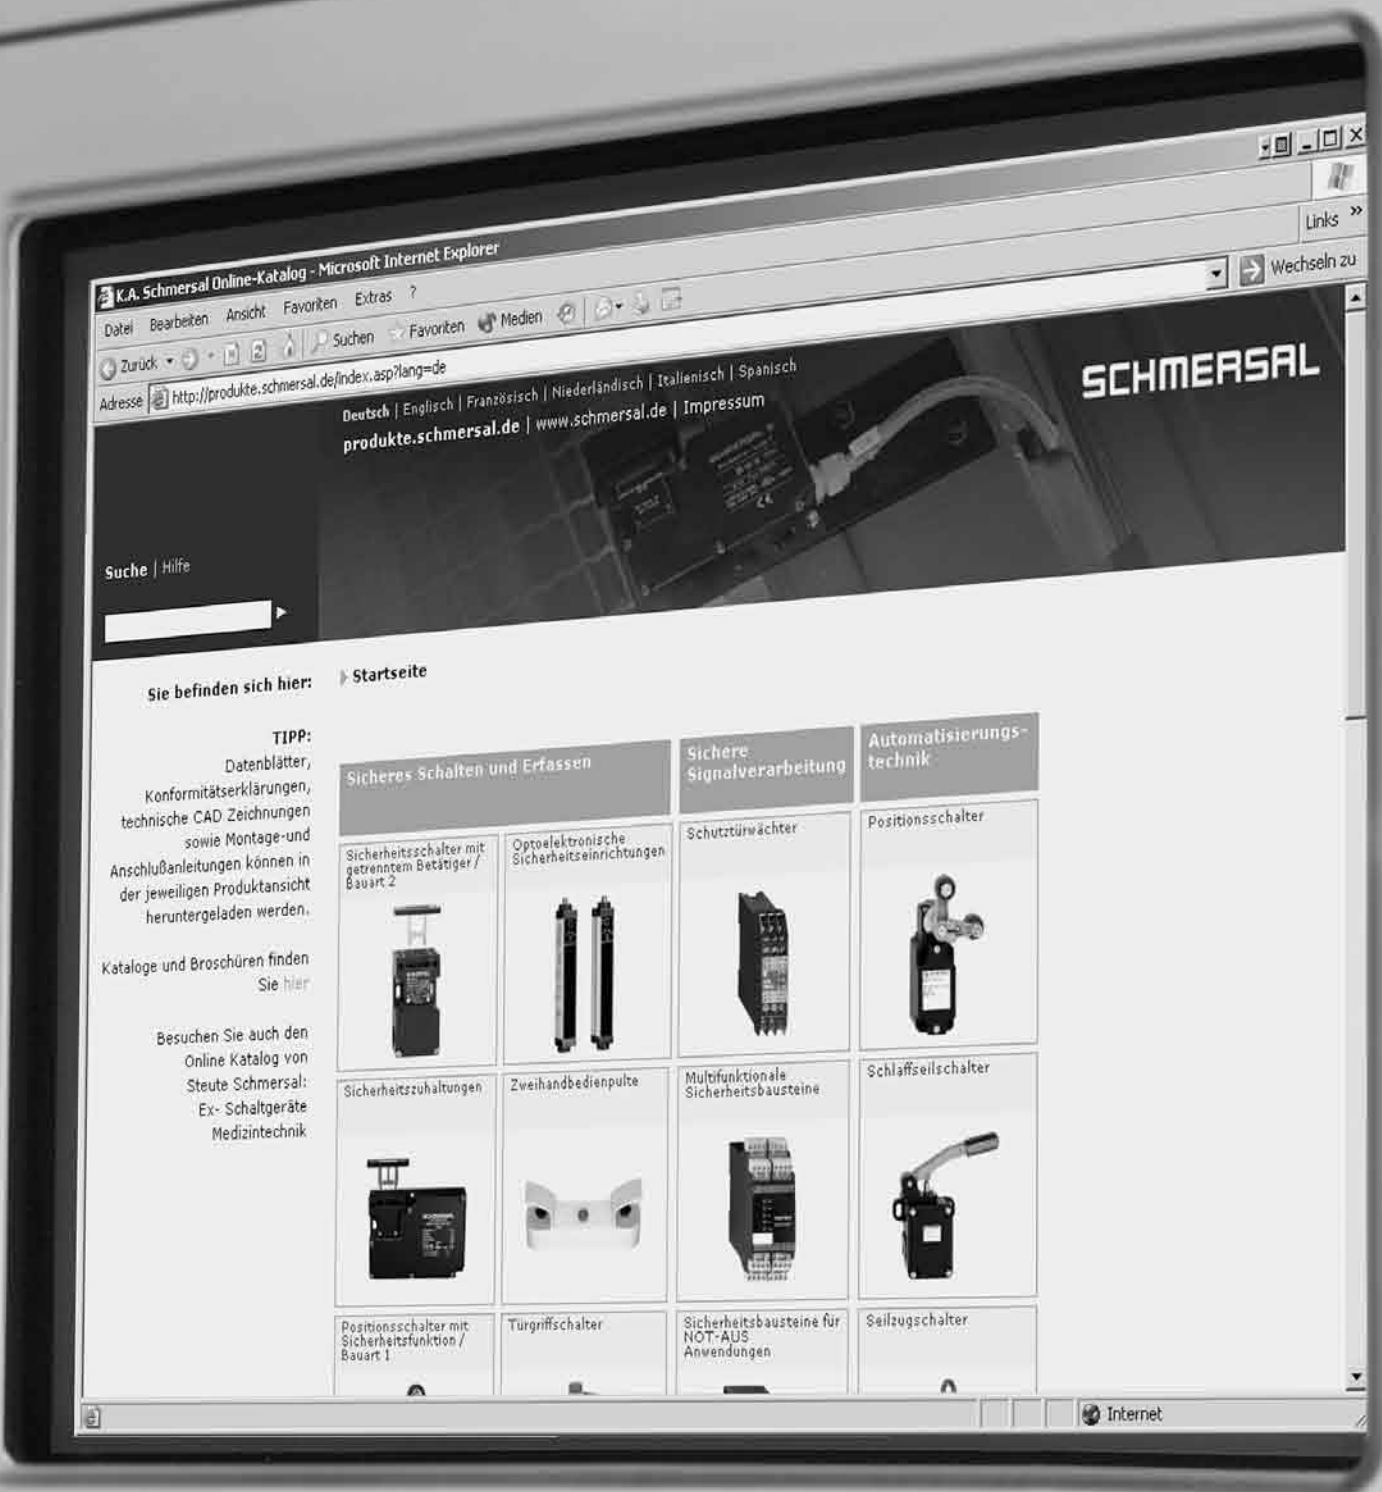 K.A. Schmersal Online-Katalog - Microsoft Internet Explorer
Datei Bearbeiten Ansicht Favoriten Extras ?
Links »
Zurück Suchen Favoriten Medien
Adresse http://produkte.schmersal.de/index.asp?lang=de Wechseln zu
Deutsch | Englisch | Französisch | Niederländisch | Italienisch | Spanisch
produkte.schmersal.de | www.schmersal.de | Impressum
SCHMERSAL
Suche | Hilfe
Sie befinden sich hier:
Startseite
TIPP:
Datenblätter,
Konformitätserklärungen,
technische CAD Zeichnungen
sowie Montage-und
Anschlußanleitungen können in
der jeweiligen Produktansicht
heruntergeladen werden.
Kataloge und Broschüren finden
Sie hier
Besuchen Sie auch den
Online Katalog von
Steute Schmersal:
Ex- Schaltgeräte
Medizintechnik
Sicheres Schalten und Erfassen
Sichere
Signalverarbeitung
Automatisierungs-
technik
Sicherheitsschalter mit
getrenntem Betätiger /
Bauart 2
Optoelektronische
Sicherheitseinrichtungen
Schutztürwächter
Positionsschalter
Sicherheitszuhaltungen
Zweihandbedienpulte
Multifunktionale
Sicherheitsbausteine
Schlaffseilschalter
SCHMERSAL
Positionsschalter mit
Sicherheitsfunktion /
Bauart 1
Türgriffschalter
Sicherheitsbausteine für
NOT-AUS
Anwendungen
Seilzugschalter
Internet